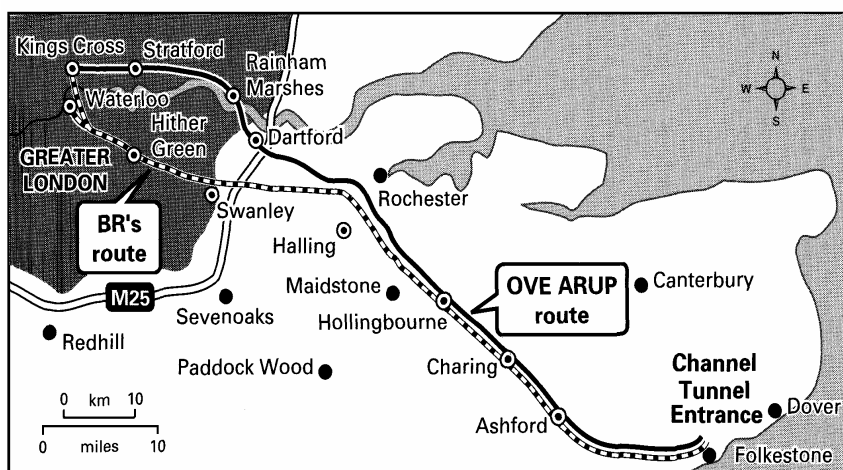 Kings Cross
Stratford
Rainham
Marshes
Waterloo
Hither
Green
Dartford
GREATER
LONDON
N
W E
S
Rochester
Swanley
BR's
route
Halling
M25
Sevenoaks
Maidstone
Hollingbourne
OVE ARUP
route
Canterbury
Redhill
Paddock Wood
Charing
Channel
Tunnel
Entrance
Dover
Ashford
Folkestone
0 km 10
0 miles 10